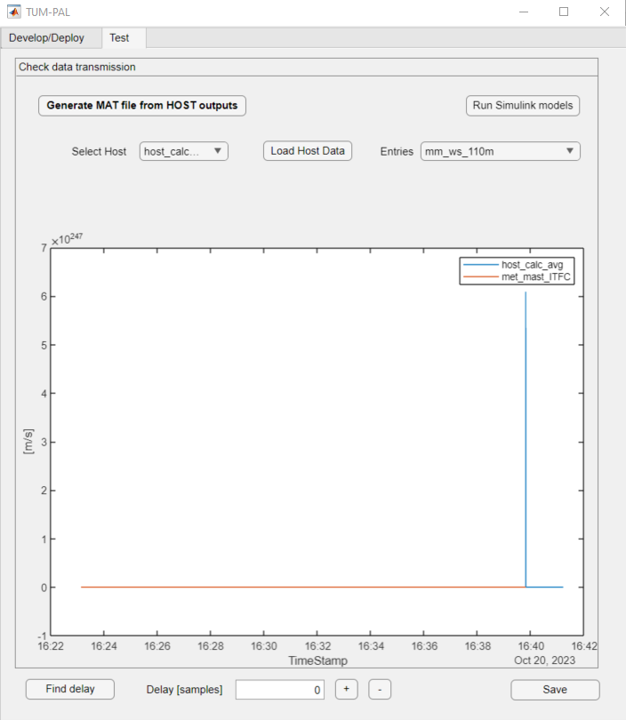 TUM-PAL
Develop/Deploy Test
Check data transmission
Generate MAT file from HOST outputs Run Simulink models
Select Host host_calc... Load Host Data Entries mm_ws_110m
×10^247
7
host_calc_avg
met_mast_ITFC
6
5
4
3
[m/s]
2
1
0
-1
16:22 16:24 16:26 16:28 16:30 16:32 16:34 16:36 16:38 16:40 16:42
TimeStamp Oct 20, 2023
Find delay Delay [samples] 0 + - Save